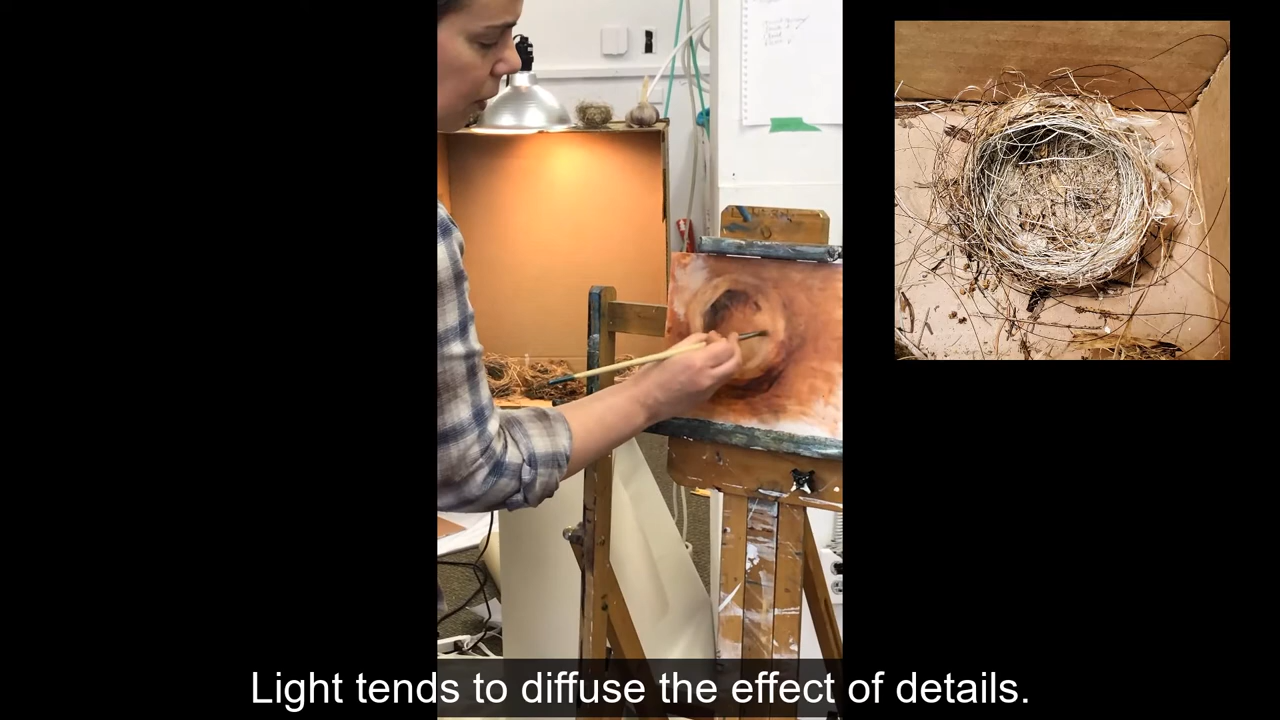 Light tends to diffuse the effect of details.